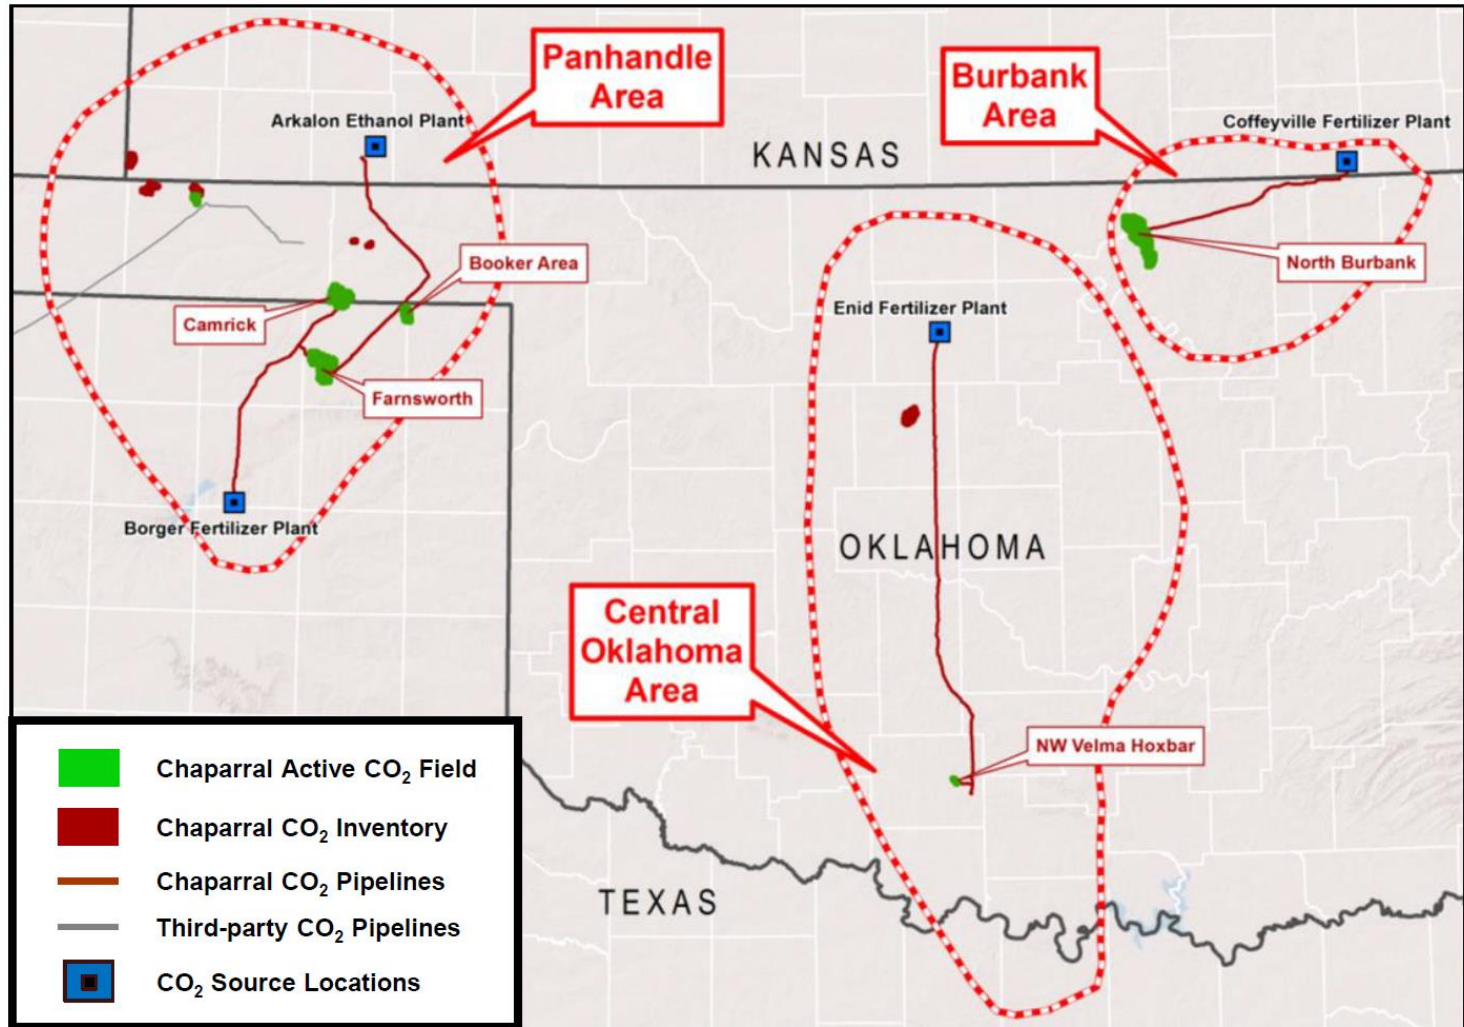 Panhandle
Area
Burbank
Area
Arkalon Ethanol Plant
Coffeyville Fertilizer Plant
KANSAS
Booker Area
North Burbank
Camrick
Enid Fertilizer Plant
Farnsworth
Borger Fertilizer Plant
OKLAHOMA
Central
Oklahoma
Area
NW Velma Hoxbar
TEXAS
Chaparral Active CO₂ Field
Chaparral CO₂ Inventory
Chaparral CO₂ Pipelines
Third-party CO₂ Pipelines
CO₂ Source Locations